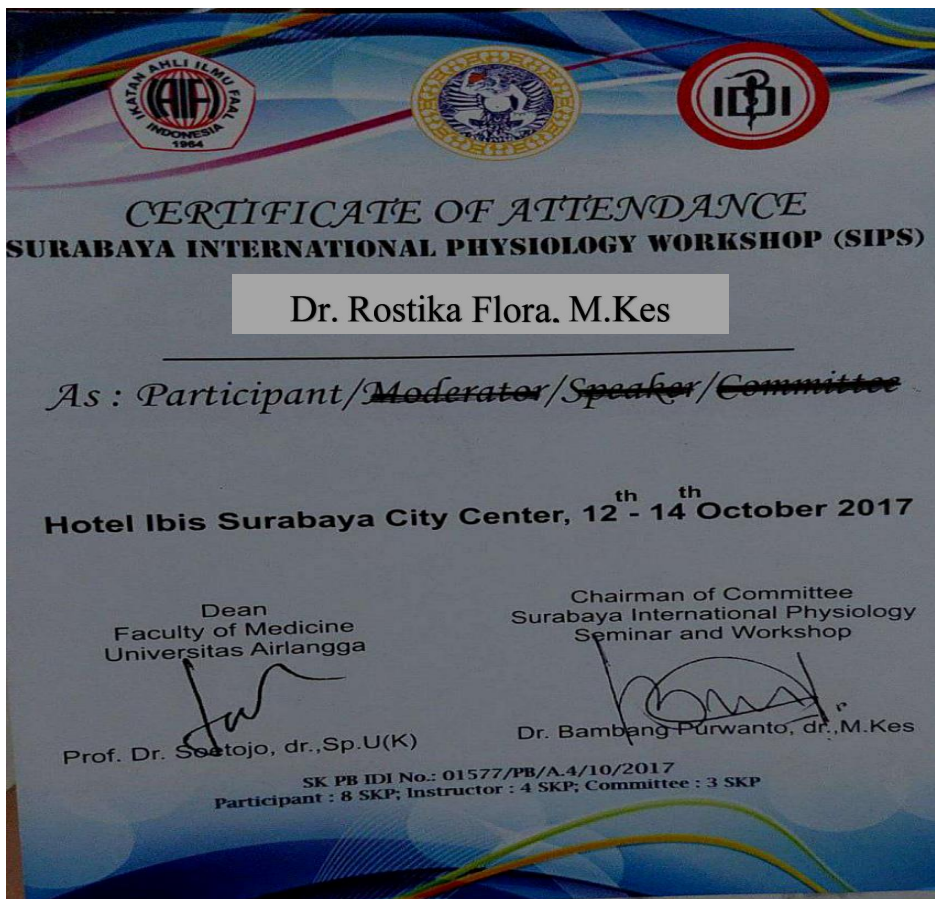 IKATAN AHLI ILMU FAAL
AIFI
INDONESIA
1964
IDI
CERTIFICATE OF ATTENDANCE
SURABAYA INTERNATIONAL PHYSIOLOGY WORKSHOP (SIPS)
Dr. Rostika Flora, M.Kes
As : Participant/Moderator/Speaker/Committee
Hotel Ibis Surabaya City Center, 12th - 14th October 2017
Dean
Faculty of Medicine
Universitas Airlangga
Prof. Dr. Soetojo, dr.,Sp.U(K)
Chairman of Committee
Surabaya International Physiology
Seminar and Workshop
Dr. Bambang Purwanto, dr.,M.Kes
SK PB IDI No.: 01577/PB/A.4/10/2017
Participant : 8 SKP; Instructor : 4 SKP; Committee : 3 SKP